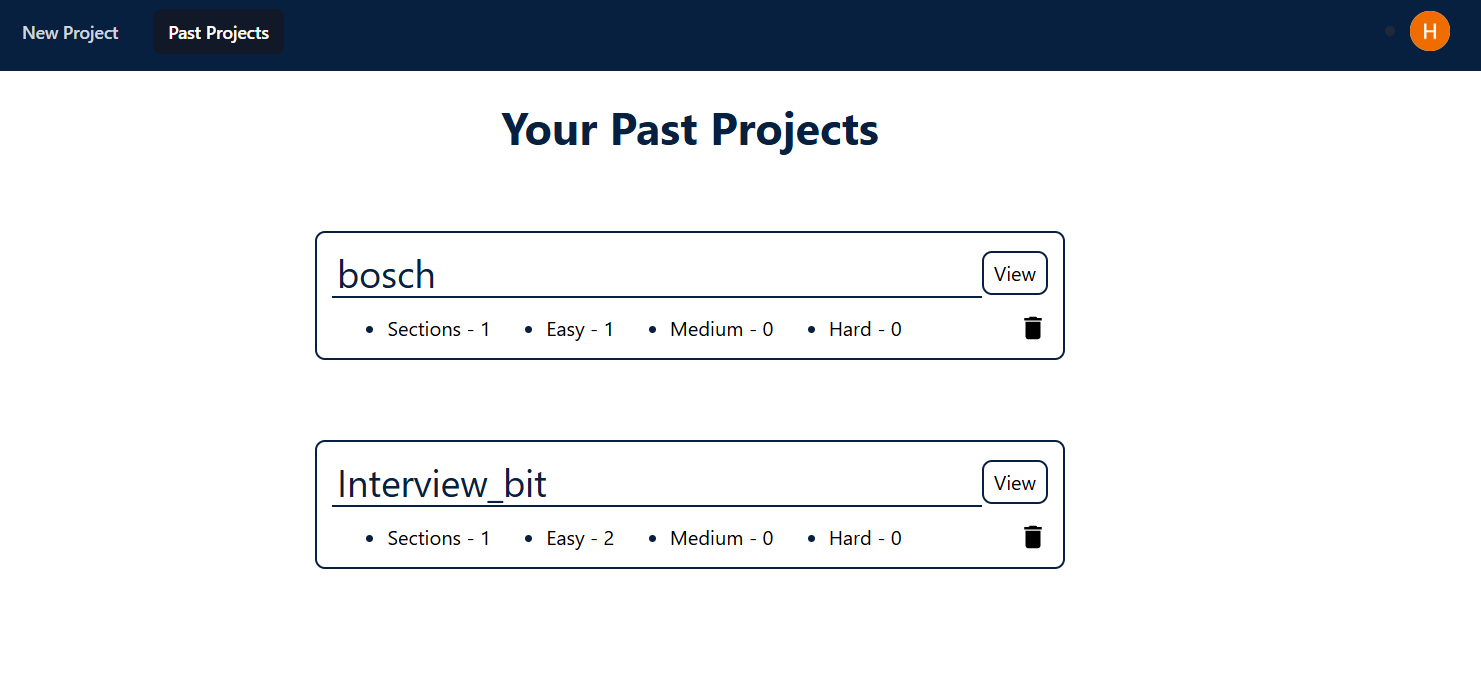 New Project Past Projects H
Your Past Projects
bosch View
• Sections - 1 • Easy - 1 • Medium - 0 • Hard - 0
Interview_bit View
• Sections - 1 • Easy - 2 • Medium - 0 • Hard - 0